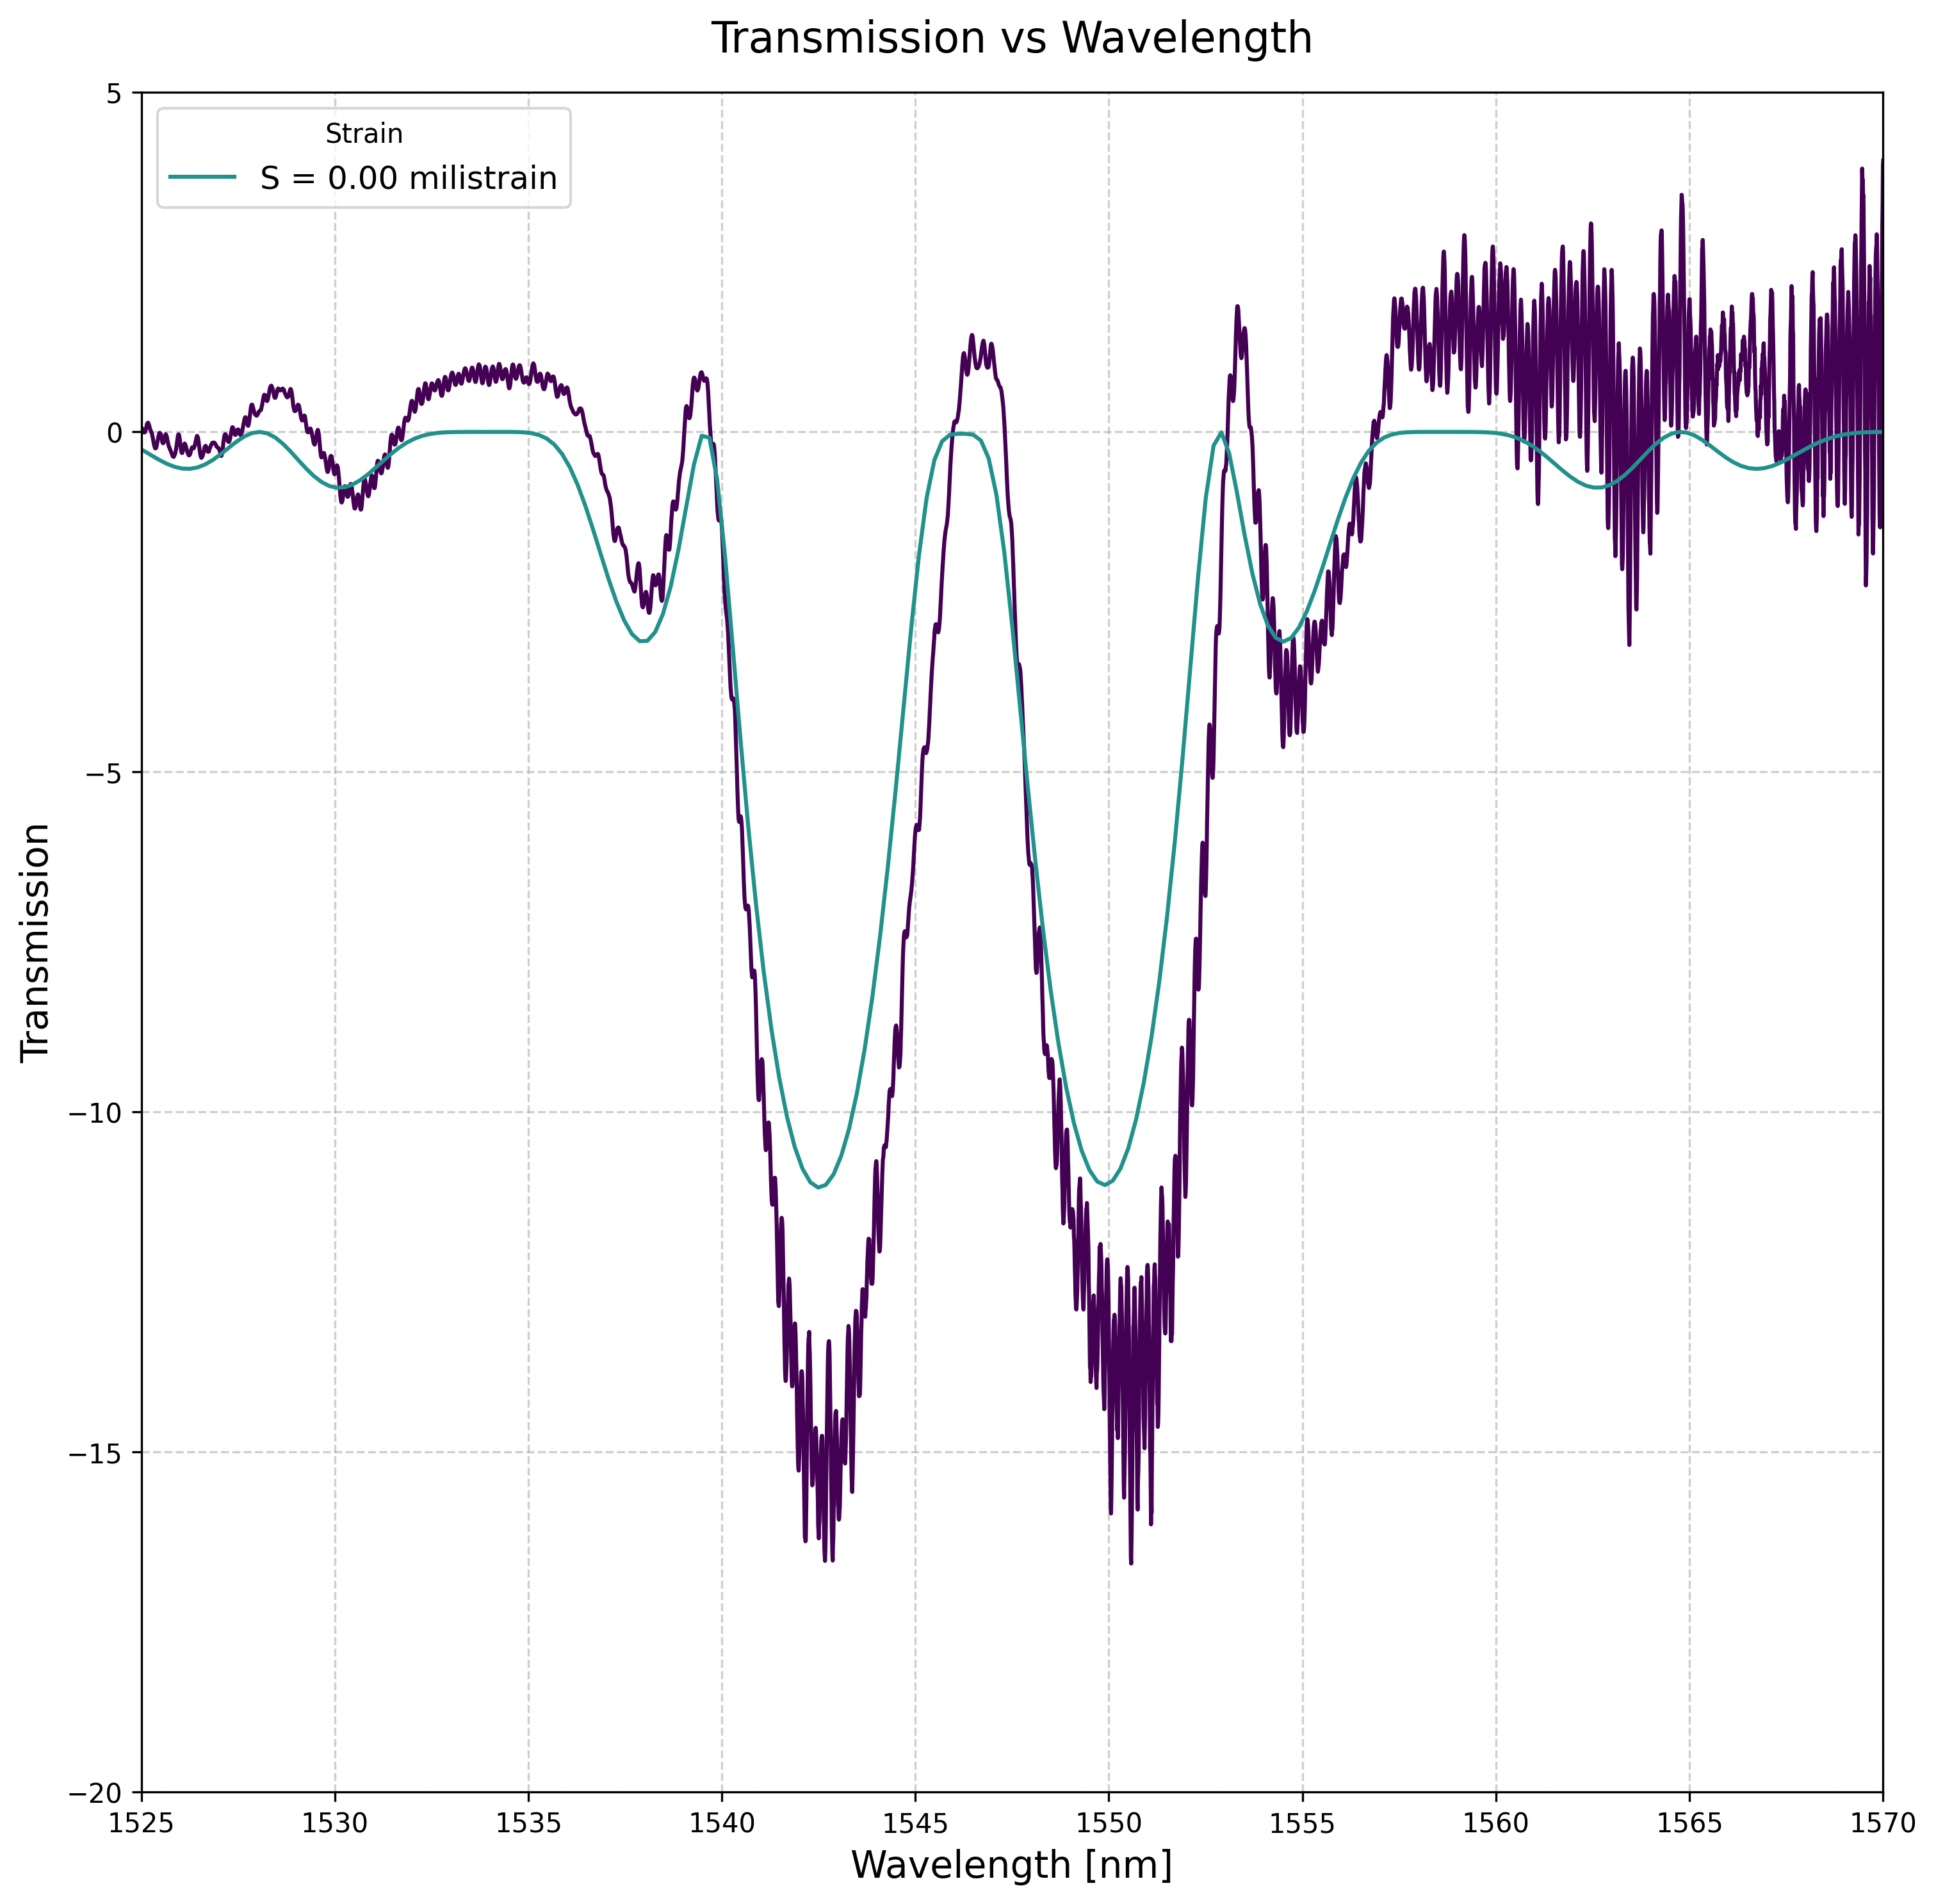 Transmission vs Wavelength
Strain
S = 0.00 milistrain
Transmission
5
0
−5
−10
−15
−20
1525 1530 1535 1540 1545 1550 1555 1560 1565 1570
Wavelength [nm]